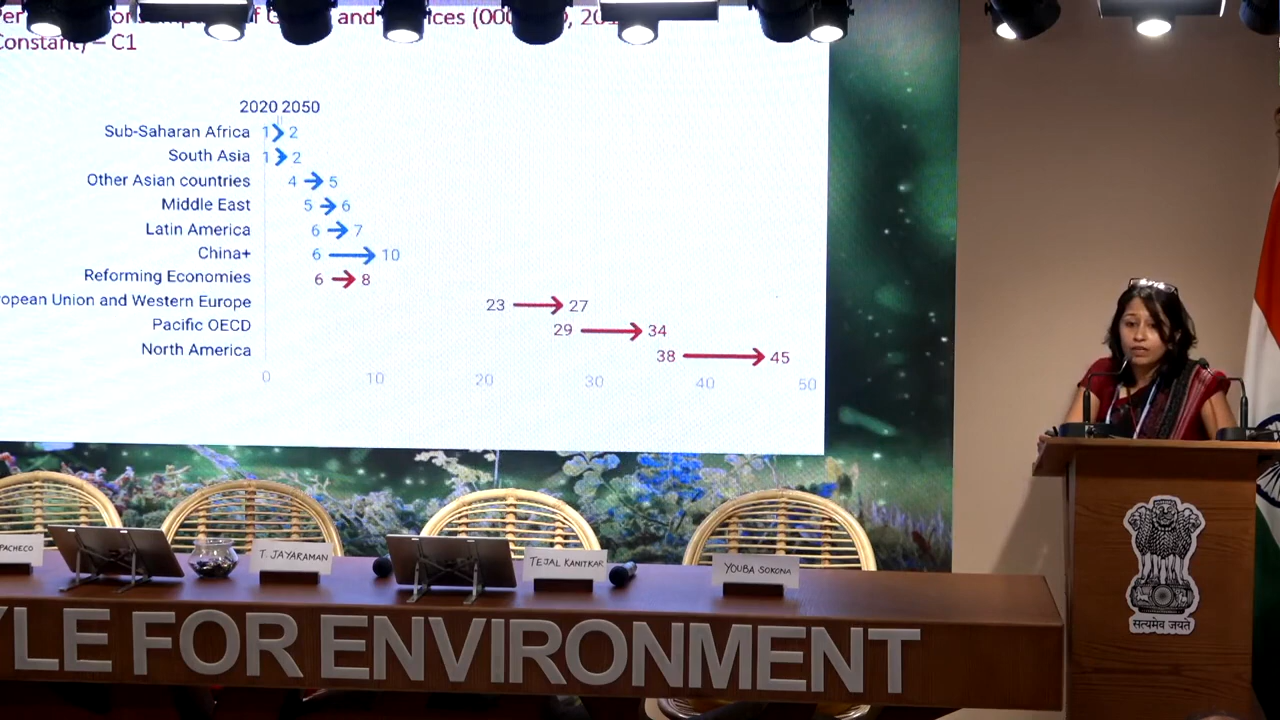 and
Constant) – C1
2020 2050
Sub-Saharan Africa 1 2
South Asia 1 2
Other Asian countries 4 5
Middle East 5 6
Latin America 6 7
China+ 6 10
Reforming Economies 6 8
ropean Union and Western Europe 23 27
Pacific OECD 29 34
North America 38 45
0 10 20 30 40 50
PACHECO
T. JAYARAMAN
TEJAL KANITKAR
YOUBA SOKONA
YLE FOR ENVIRONMENT
सत्यमेव जयते